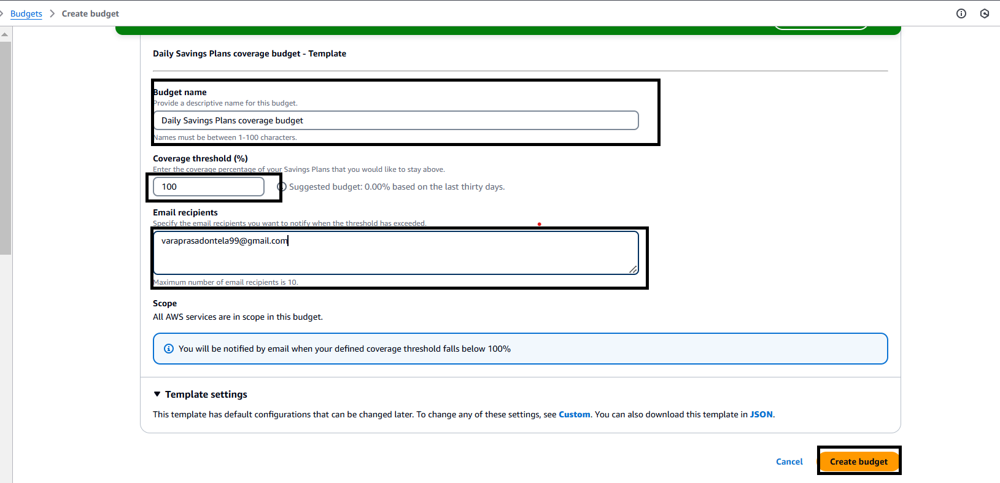 Budgets
Create budget
Daily Savings Plans coverage budget - Template
Budget name
Provide a descriptive name for this budget.
Daily Savings Plans coverage budget
Names must be between 1-100 characters.
Coverage threshold (%)
Enter the coverage percentage of your Savings Plans that you would like to stay above.
100
Suggested budget: 0.00% based on the last thirty days.
Email recipients
Specify the email recipients you want to notify when the threshold has exceeded.
varaprasadontela99@gmail.com
Maximum number of email recipients is 10.
Scope
All AWS services are in scope in this budget.
You will be notified by email when your defined coverage threshold falls below 100%
Template settings
This template has default configurations that can be changed later. To change any of these settings, see Custom. You can also download this template in JSON.
Cancel
Create budget